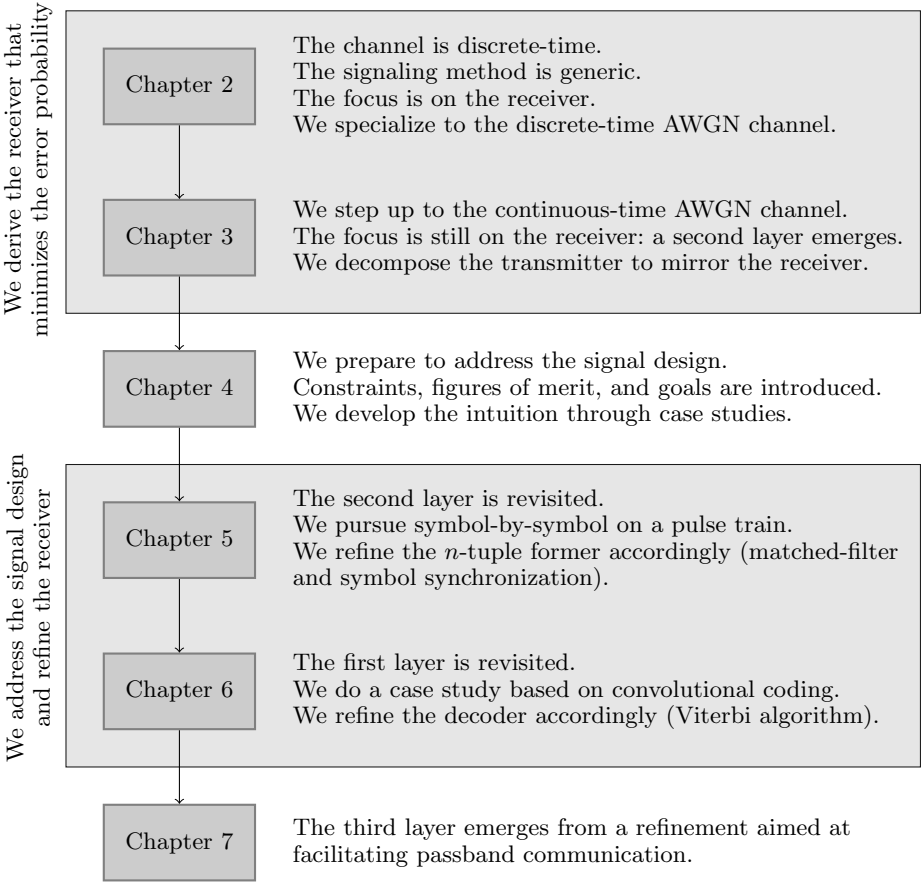 We derive the receiver that
minimizes the error probability
Chapter 2
The channel is discrete-time.
The signaling method is generic.
The focus is on the receiver.
We specialize to the discrete-time AWGN channel.
Chapter 3
We step up to the continuous-time AWGN channel.
The focus is still on the receiver: a second layer emerges.
We decompose the transmitter to mirror the receiver.
Chapter 4
We prepare to address the signal design.
Constraints, figures of merit, and goals are introduced.
We develop the intuition through case studies.
We address the signal design
and refine the receiver
Chapter 5
The second layer is revisited.
We pursue symbol-by-symbol on a pulse train.
We refine the n-tuple former accordingly (matched-filter
and symbol synchronization).
Chapter 6
The first layer is revisited.
We do a case study based on convolutional coding.
We refine the decoder accordingly (Viterbi algorithm).
Chapter 7
The third layer emerges from a refinement aimed at
facilitating passband communication.